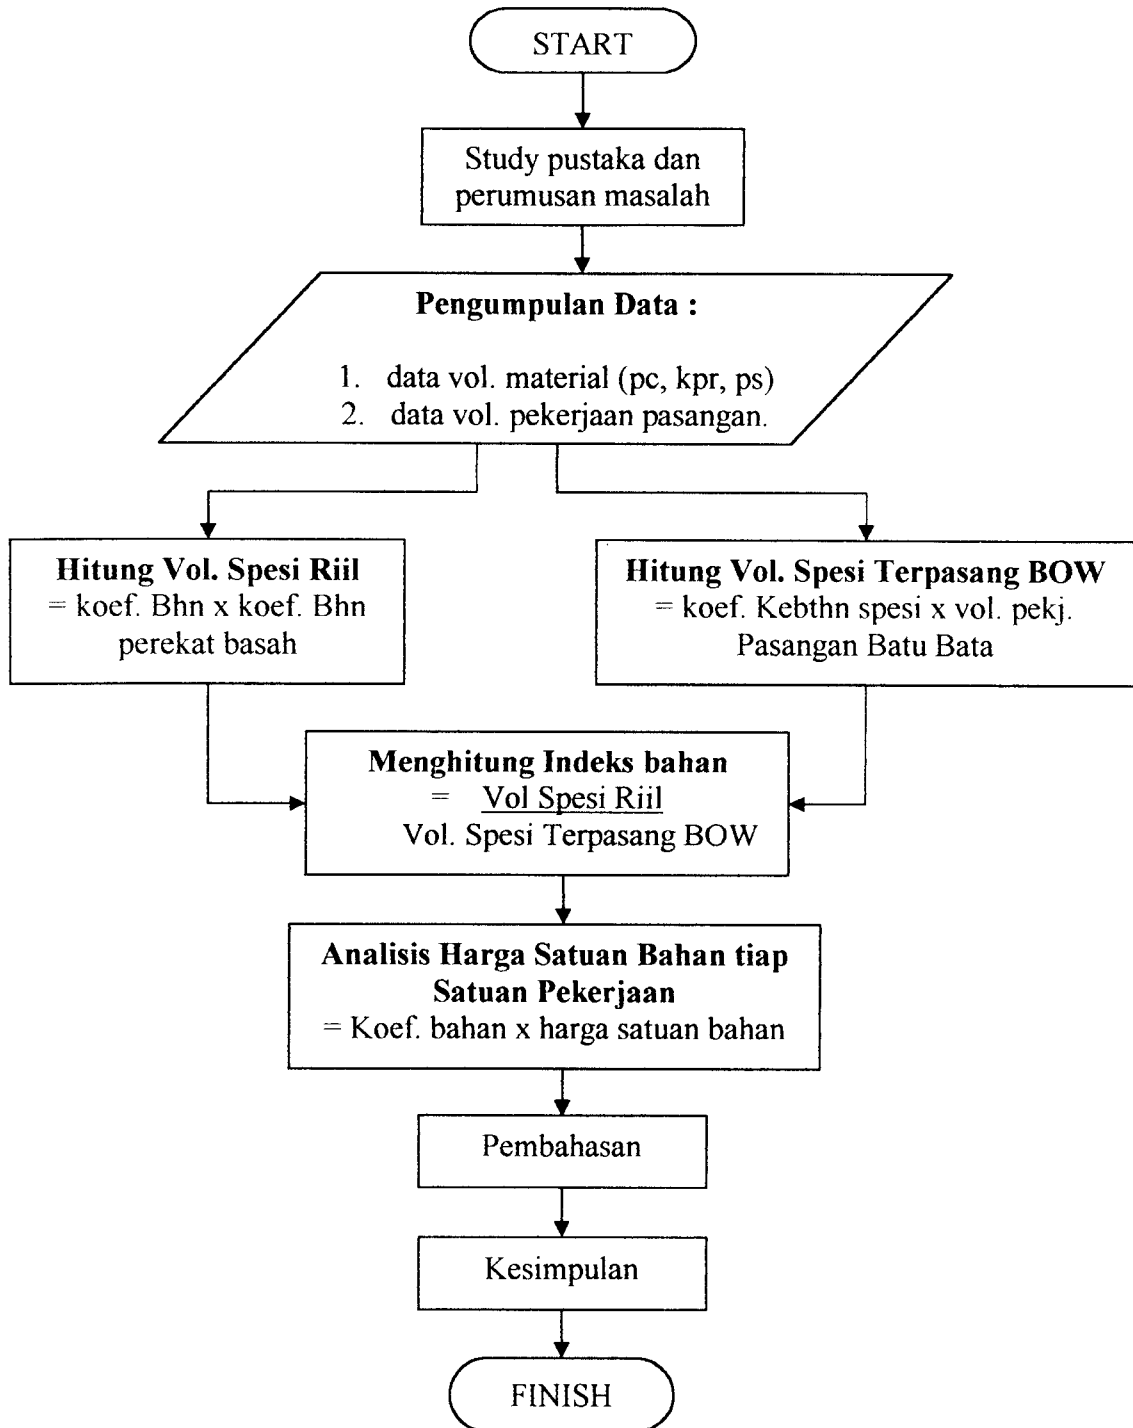 START
Study pustaka dan
perumusan masalah
Pengumpulan Data :
1. data vol. material (pc, kpr, ps)
2. data vol. pekerjaan pasangan.
Hitung Vol. Spesi Riil
= koef. Bhn x koef. Bhn
perekat basah
Hitung Vol. Spesi Terpasang BOW
= koef. Kebthn spesi x vol. pekj.
Pasangan Batu Bata
Menghitung Indeks bahan
= Vol Spesi Riil
Vol. Spesi Terpasang BOW
Analisis Harga Satuan Bahan tiap
Satuan Pekerjaan
= Koef. bahan x harga satuan bahan
Pembahasan
Kesimpulan
FINISH